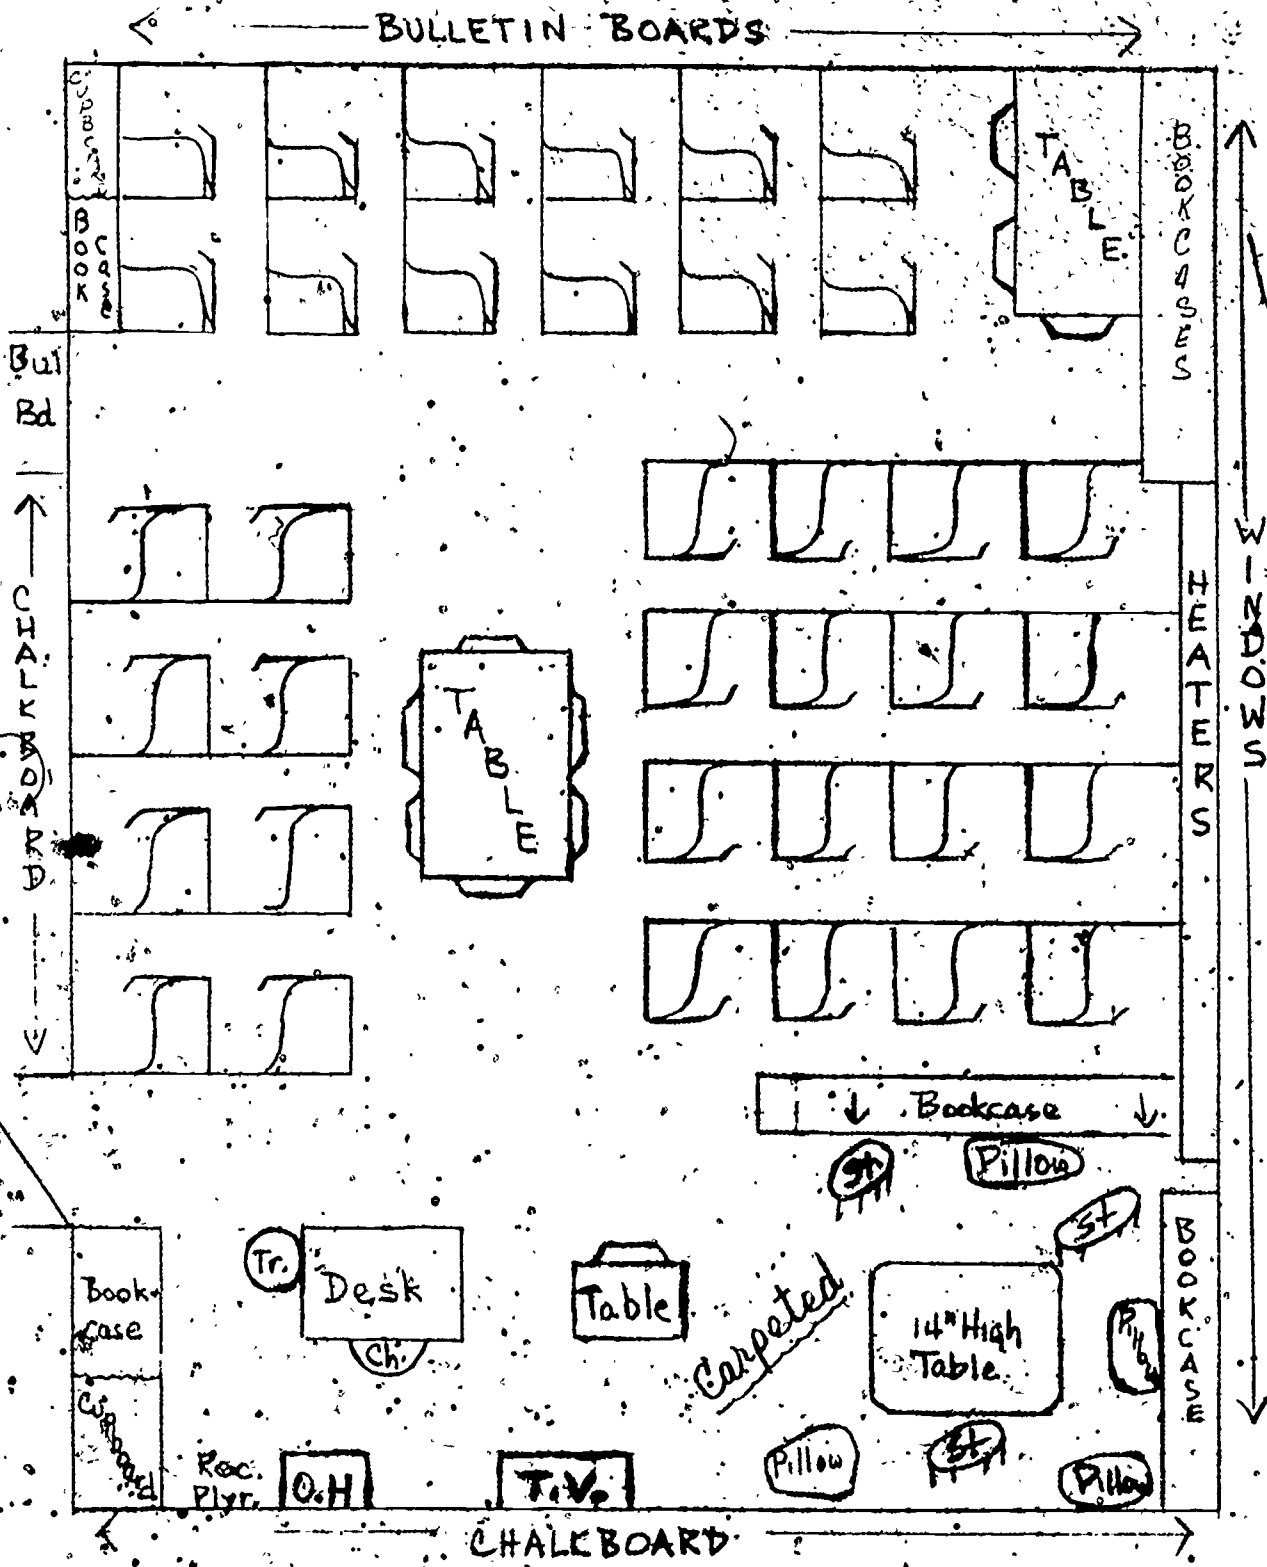 BULLETIN BOARDS
CUPBOARD
BOOK CASE
TABLE
BOOKCASES
Bul
Bd
CHALKBOARD
TABLE
HEATERS
WINDOWS
Bookcase
St
Pillow
St
Book-
case
Tr.
Desk
Ch.
Table
Carpeted
14" High
Table
Pillow
BOOKCASE
Cupboard
Rec.
Plyr.
O.H
T.V.
Pillow
St.
Pillow
CHALKBOARD